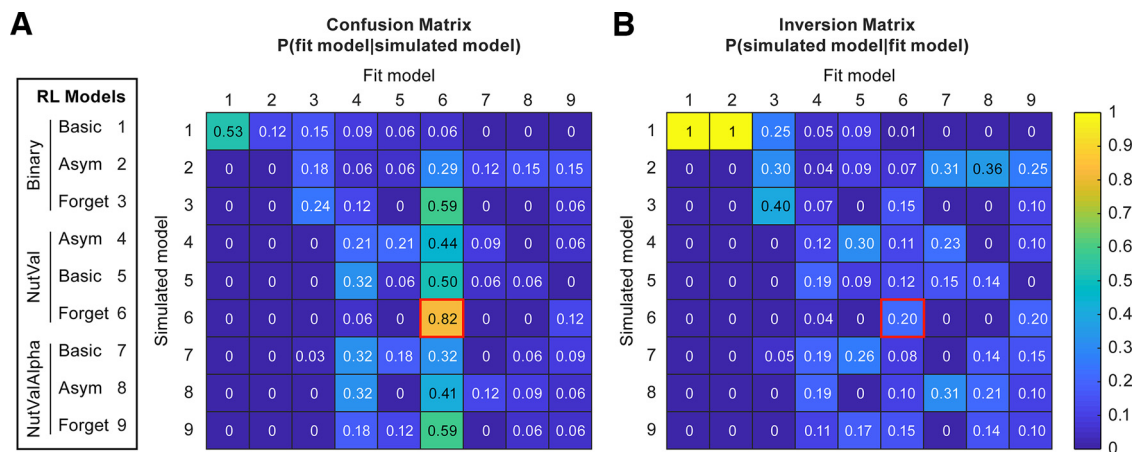 A
Confusion Matrix
P(fit model|simulated model)
Fit model
1 2 3 4 5 6 7 8 9
RL Models
Binary
Basic 1
Asym 2
Forget 3
NutVal
Asym 4
Basic 5
Forget 6
NutValAlpha
Basic 7
Asym 8
Forget 9
Simulated model
1 0.53 0.12 0.15 0.09 0.06 0.06 0 0 0
2 0 0 0.18 0.06 0.06 0.29 0.12 0.15 0.15
3 0 0 0.24 0.12 0 0.59 0 0 0.06
4 0 0 0 0.21 0.21 0.44 0.09 0 0.06
5 0 0 0 0.32 0.06 0.50 0.06 0.06 0
6 0 0 0 0.06 0 0.82 0 0 0.12
7 0 0 0.03 0.32 0.18 0.32 0 0.06 0.09
8 0 0 0 0.32 0 0.41 0.12 0.09 0.06
9 0 0 0 0.18 0.12 0.59 0 0.06 0.06
B
Inversion Matrix
P(simulated model|fit model)
Fit model
1 2 3 4 5 6 7 8 9
Simulated model
1 1 1 0.25 0.05 0.09 0.01 0 0 0
2 0 0 0.30 0.04 0.09 0.07 0.31 0.36 0.25
3 0 0 0.40 0.07 0 0.15 0 0 0.10
4 0 0 0 0.12 0.30 0.11 0.23 0 0.10
5 0 0 0 0.19 0.09 0.12 0.15 0.14 0
6 0 0 0 0.04 0 0.20 0 0 0.20
7 0 0 0.05 0.19 0.26 0.08 0 0.14 0.15
8 0 0 0 0.19 0 0.10 0.31 0.21 0.10
9 0 0 0 0.11 0.17 0.15 0 0.14 0.10
1
0.9
0.8
0.7
0.6
0.5
0.4
0.3
0.2
0.1
0